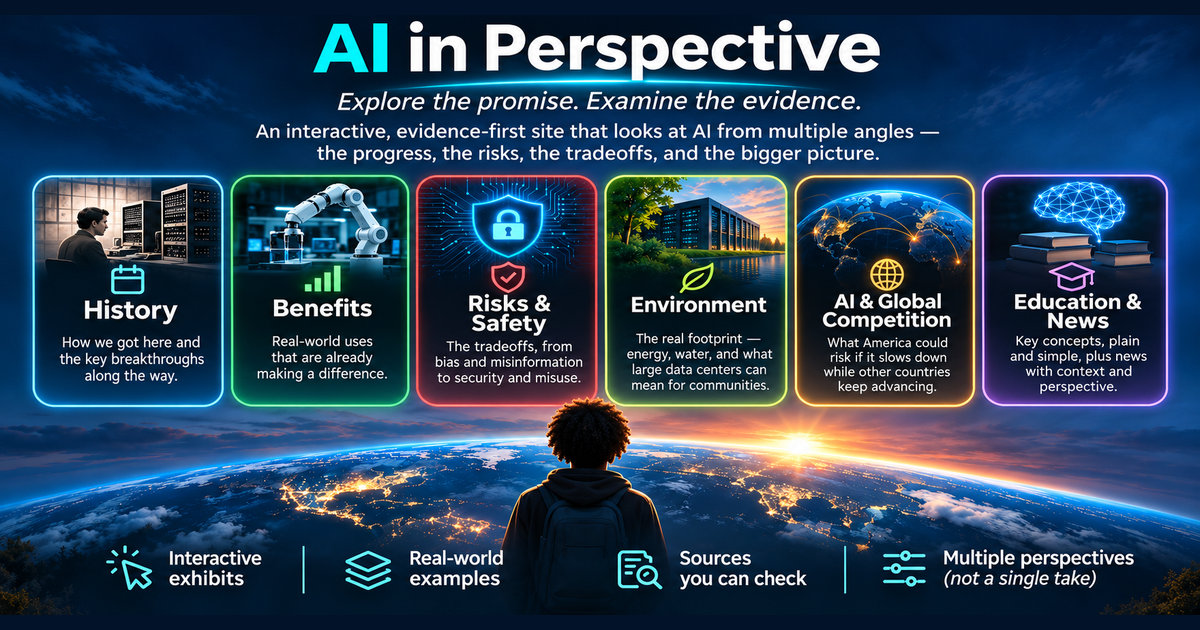 AI in Perspective
Explore the promise. Examine the evidence.
An interactive, evidence-first site that looks at AI from multiple angles —
the progress, the risks, the tradeoffs, and the bigger picture.
History
How we got here and
the key breakthroughs
along the way.
Benefits
Real-world uses
that are already
making a difference.
Risks &
Safety
The tradeoffs, from
bias and misinformation
to security and misuse.
Environment
The real footprint —
energy, water, and what
large data centers can
mean for communities.
AI & Global
Competition
What America could
risk if it slows down
while other countries
keep advancing.
Education &
News
Key concepts, plain
and simple, plus news
with context and
perspective.
Interactive
exhibits
Real-world
examples
Sources
you can check
Multiple perspectives
(not a single take)